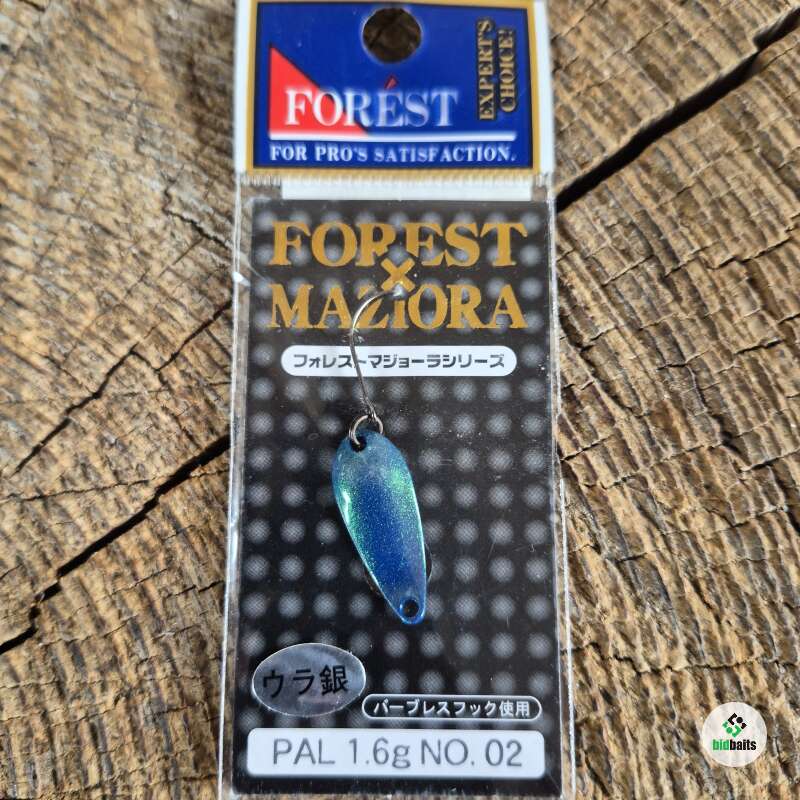 FORÉST
EXPERT'S
CHOICE!
FOR PRO'S SATISFACTION.
FOREST
×
MAZIORA
フォレストマジョーラシリーズ
ウラ銀
バーブレスフック使用
PAL 1.6g NO. 02
bidbaits